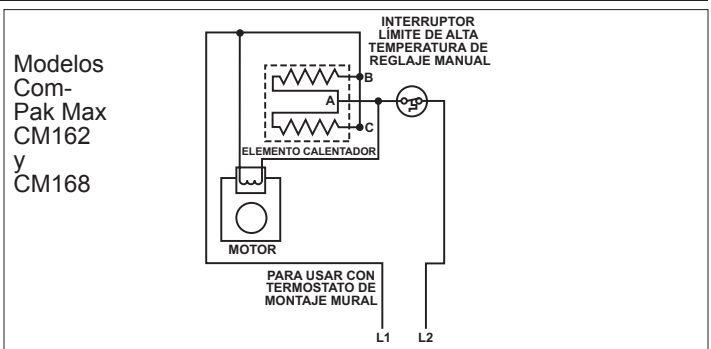 Modelos
Com-
Pak Max
CM162
y
CM168
INTERRUPTOR
LÍMITE DE ALTA
TEMPERATURA DE
REGLAJE MANUAL
B
A
C
ELEMENTO CALENTADOR
MOTOR
PARA USAR CON
TERMOSTATO DE
MONTAJE MURAL
L1 L2